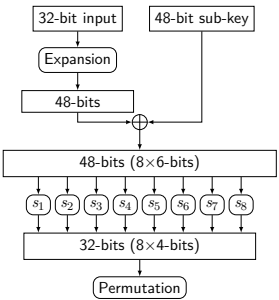 32-bit input
48-bit sub-key
Expansion
48-bits
48-bits (8×6-bits)
s₁ s₂ s₃ s₄ s₅ s₆ s₇ s₈
32-bits (8×4-bits)
Permutation